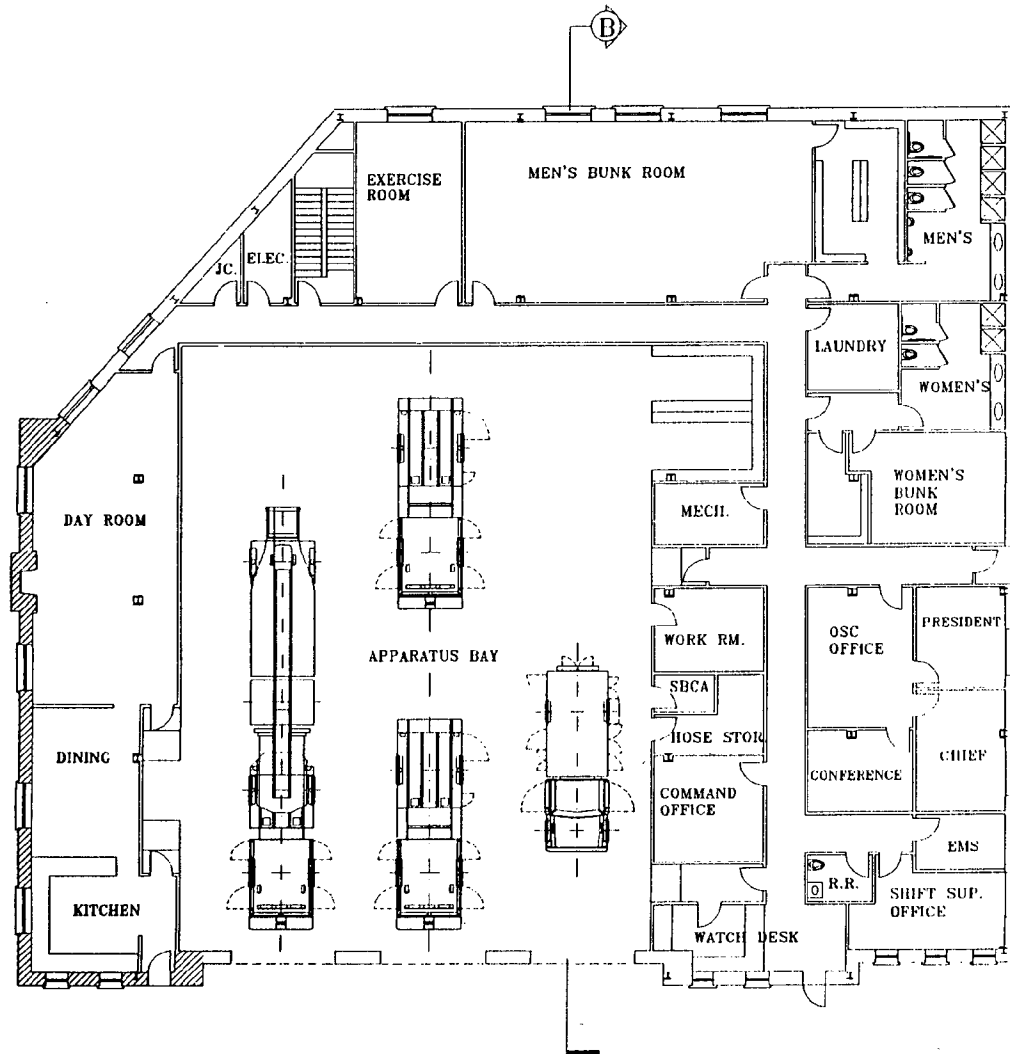 B
EXERCISE
ROOM
MEN'S BUNK ROOM
MEN'S
JC.
ELEC.
LAUNDRY
WOMEN'S
WOMEN'S
BUNK
ROOM
MECH.
DAY ROOM
APPARATUS BAY
WORK RM.
OSC
OFFICE
PRESIDENT
SBCA
HOSE STOR.
DINING
COMMAND
OFFICE
CONFERENCE
CHIEF
EMS
R.R.
SHIFT SUP.
OFFICE
KITCHEN
WATCH DESK